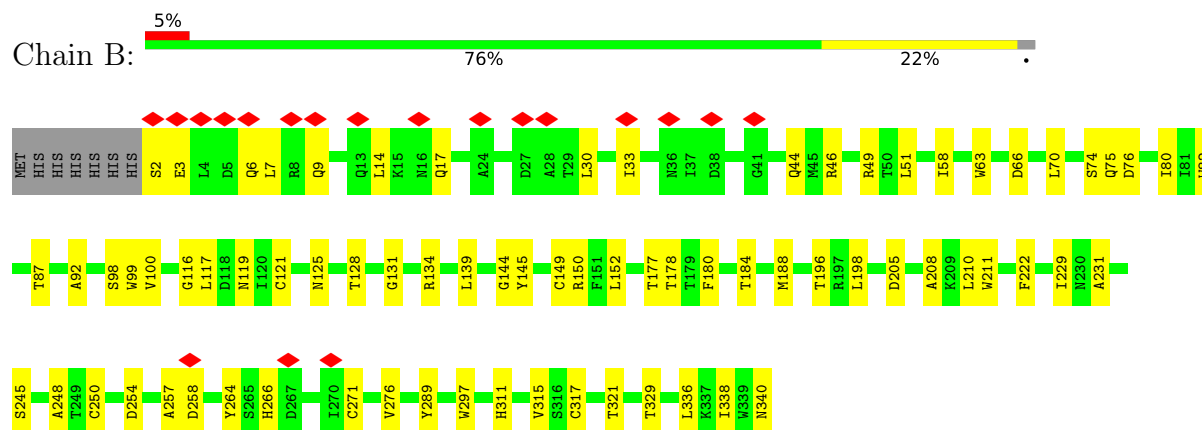 5%
Chain B:
76% 22% •
MET HIS HIS HIS HIS HIS HIS S2 E3 L4 D5 Q6 L7 R8 Q9 Q13 L14 K15 N16 Q17 A24 D27 A28 T29 L30 I33 N36 I37 D38 G41 Q44 M45 R46 R49 T50 L51 I58 W63 D66 L70 S74 Q75 D76 I80 I81
T87 A92 S98 W99 V100 G116 L117 D118 N119 I120 C121 N125 T128 G131 R134 L139 G144 Y145 C149 R150 F151 L152 T177 T178 T179 F180 T184 M188 T196 R197 L198 D205 A208 K209 L210 W211 F222 I229 N230 A231
S245 A248 T249 C250 D254 A257 D258 Y264 S265 H266 D267 I270 C271 V276 Y289 W297 H311 V315 S316 C317 T321 T329 L336 K337 I338 W339 N340